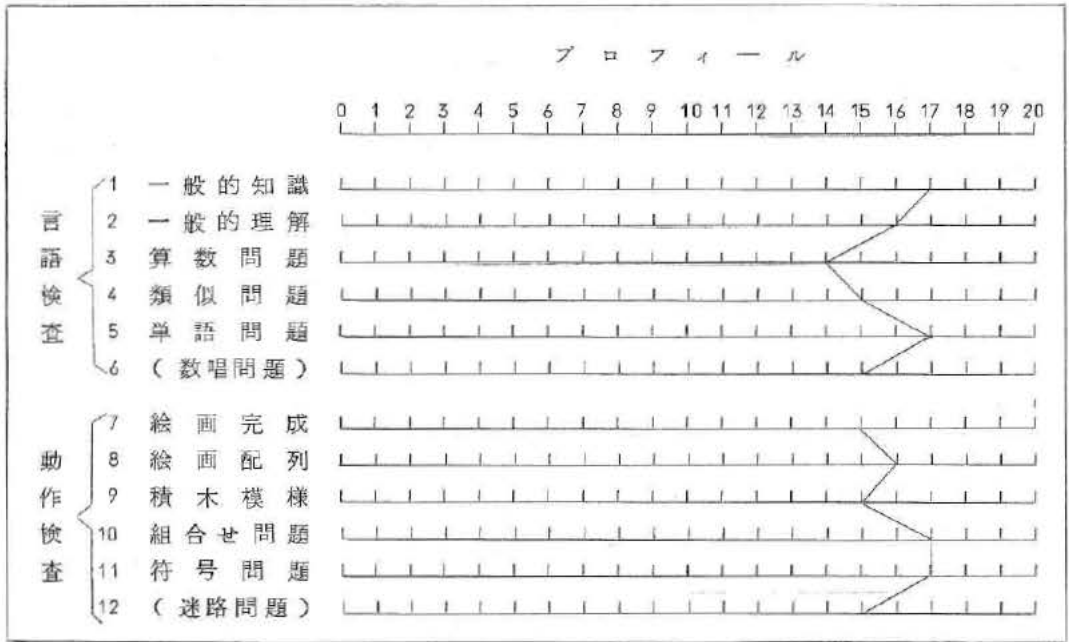 プロフィール
0 1 2 3 4 5 6 7 8 9 10 11 12 13 14 15 16 17 18 19 20
言語検査
1 一般的知識
2 一般的理解
3 算数問題
4 類似問題
5 単語問題
6 (数唱問題)
動作検査
7 絵画完成
8 絵画配列
9 積木模様
10 組合せ問題
11 符号問題
12 (迷路問題)